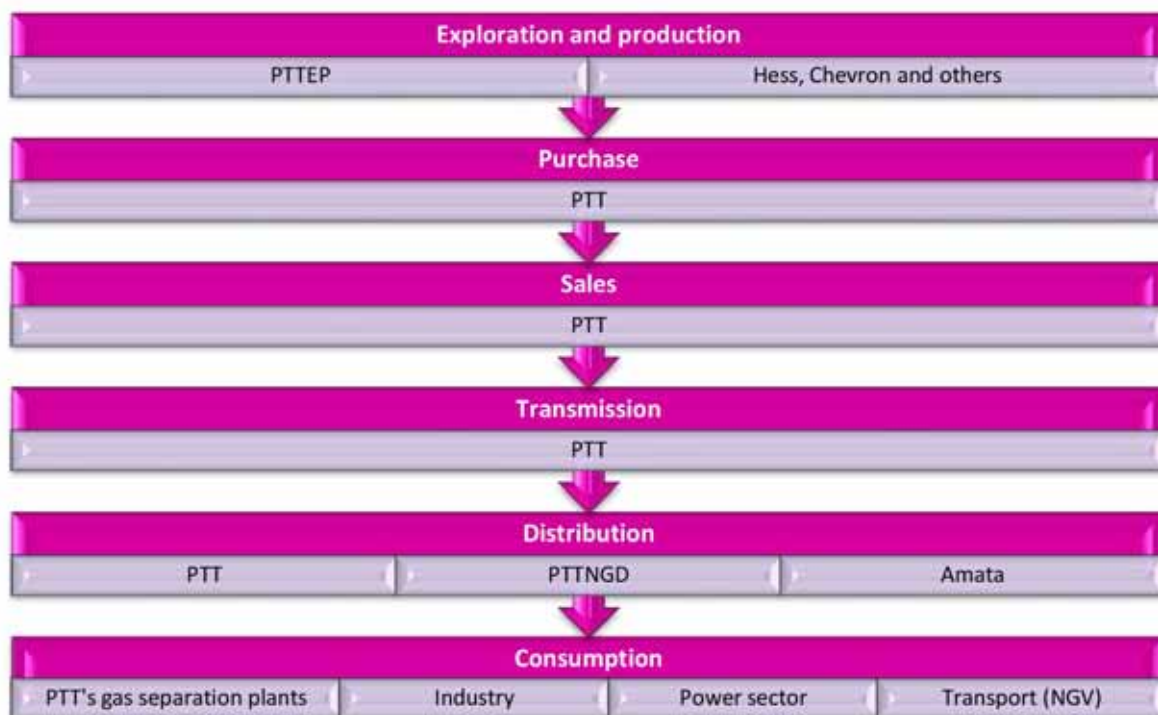 Exploration and production
PTTEP Hess, Chevron and others
Purchase
PTT
Sales
PTT
Transmission
PTT
Distribution
PTT PTTNGD Amata
Consumption
PTT's gas separation plants Industry Power sector Transport (NGV)